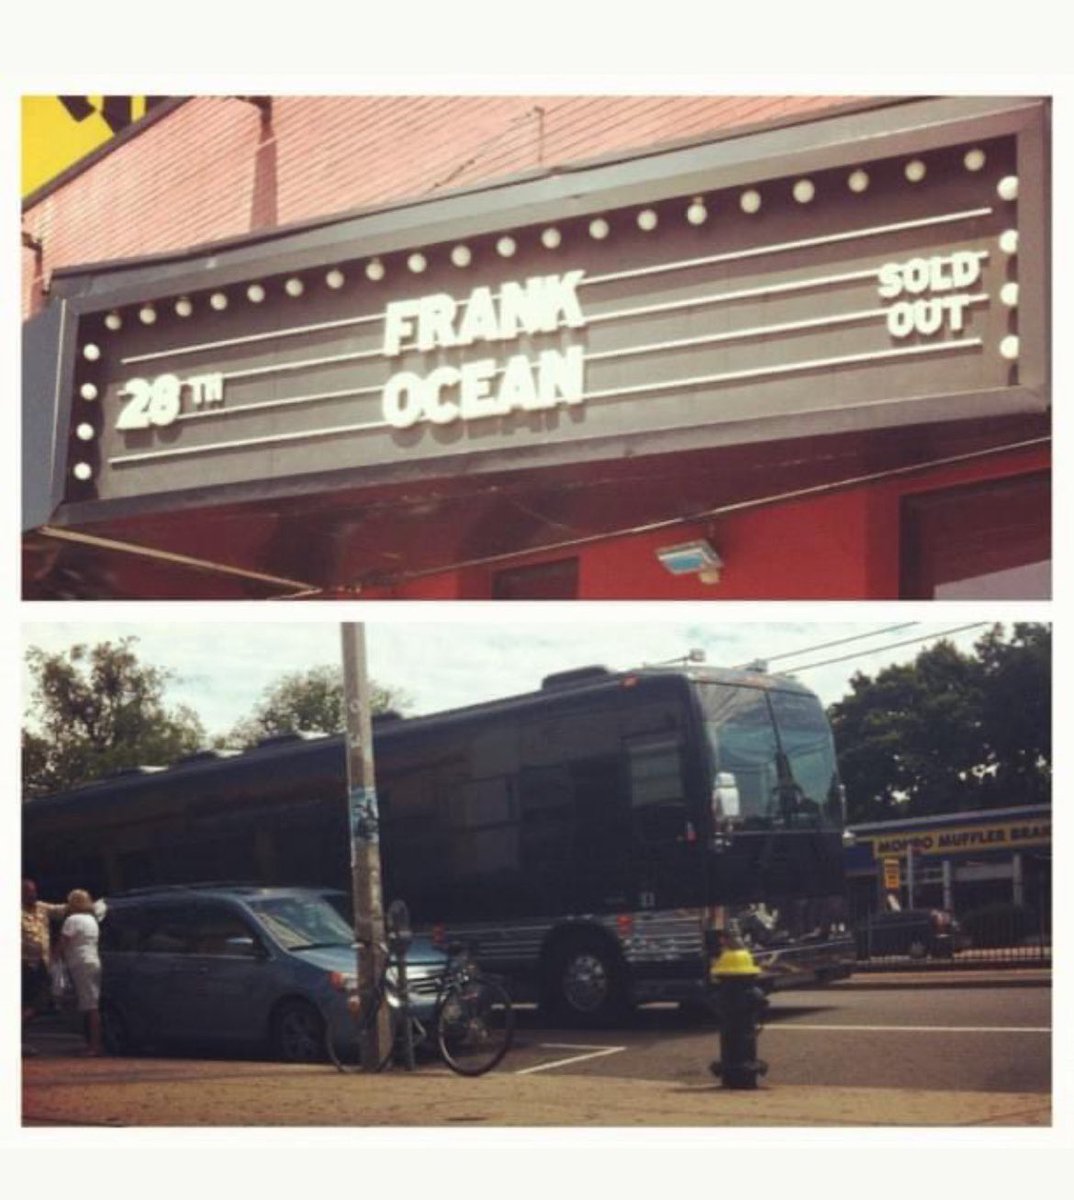 28TH
FRANK
OCEAN
SOLD
OUT
MONRO MUFFLER BRAKE